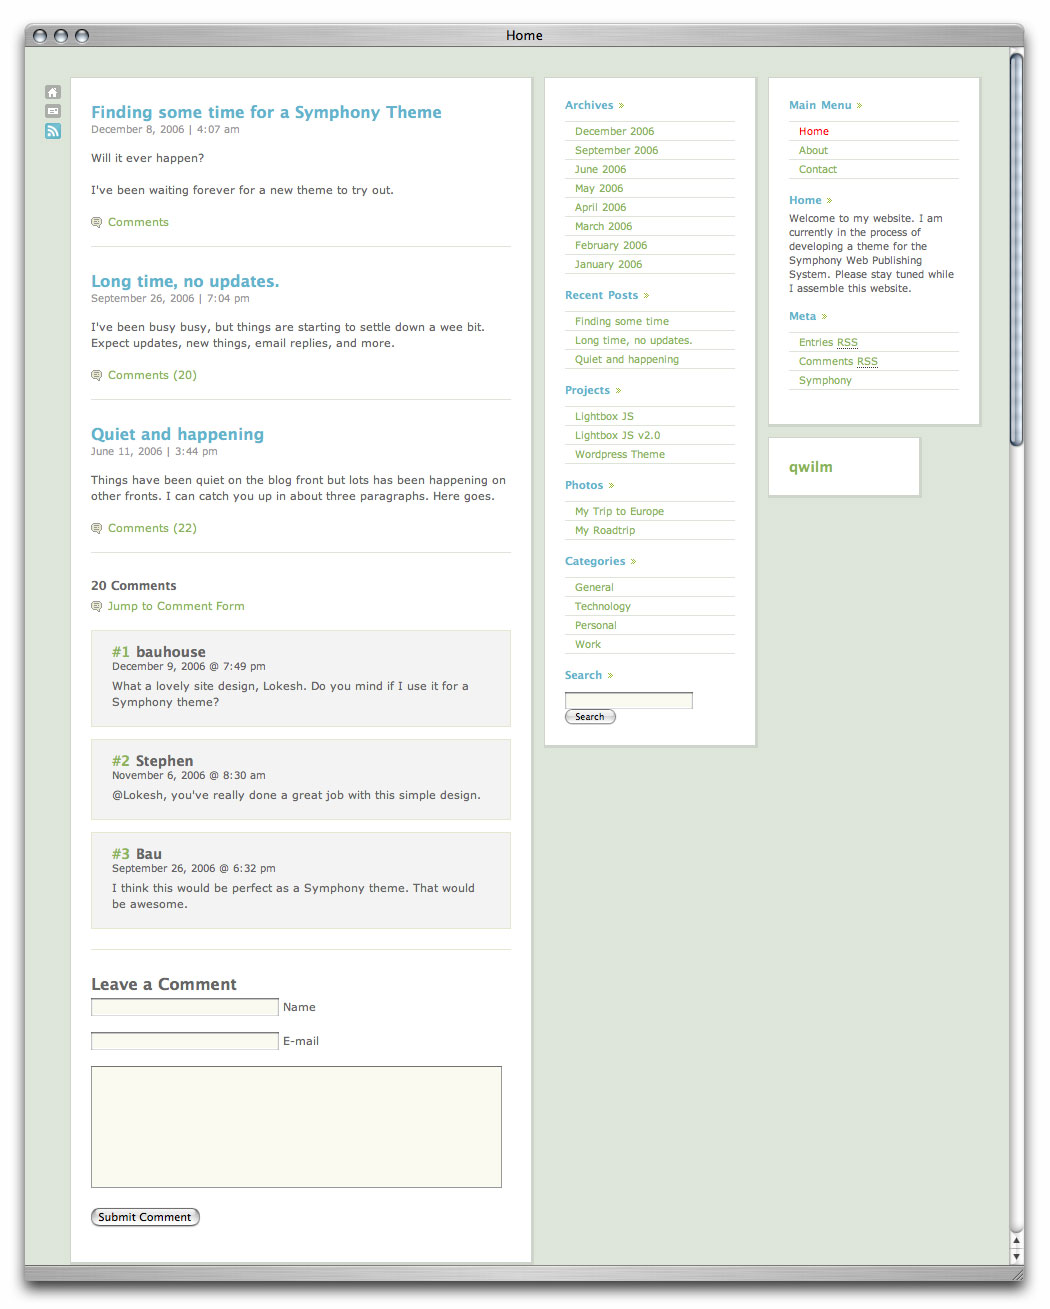 Home
Finding some time for a Symphony Theme
December 8, 2006 | 4:07 am
Will it ever happen?
I've been waiting forever for a new theme to try out.
Comments
Long time, no updates.
September 26, 2006 | 7:04 pm
I've been busy busy, but things are starting to settle down a wee bit.
Expect updates, new things, email replies, and more.
Comments (20)
Quiet and happening
June 11, 2006 | 3:44 pm
Things have been quiet on the blog front but lots has been happening on
other fronts. I can catch you up in about three paragraphs. Here goes.
Comments (22)
20 Comments
Jump to Comment Form
#1 bauhouse
December 9, 2006 @ 7:49 pm
What a lovely site design, Lokesh. Do you mind if I use it for a
Symphony theme?
#2 Stephen
November 6, 2006 @ 8:30 am
@Lokesh, you've really done a great job with this simple design.
#3 Bau
September 26, 2006 @ 6:32 pm
I think this would be perfect as a Symphony theme. That would
be awesome.
Leave a Comment
Name
E-mail
Submit Comment
Archives »
December 2006
September 2006
June 2006
May 2006
April 2006
March 2006
February 2006
January 2006
Recent Posts »
Finding some time
Long time, no updates.
Quiet and happening
Projects »
Lightbox JS
Lightbox JS v2.0
Wordpress Theme
Photos »
My Trip to Europe
My Roadtrip
Categories »
General
Technology
Personal
Work
Search »
Search
Main Menu »
Home
About
Contact
Home »
Welcome to my website. I am
currently in the process of
developing a theme for the
Symphony Web Publishing
System. Please stay tuned while
I assemble this website.
Meta »
Entries RSS
Comments RSS
Symphony
qwilm